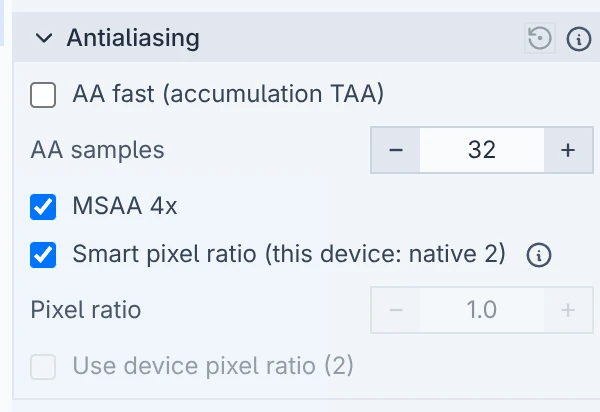 Antialiasing
AA fast (accumulation TAA)
AA samples − 32 +
MSAA 4x
Smart pixel ratio (this device: native 2)
Pixel ratio − 1.0 +
Use device pixel ratio (2)